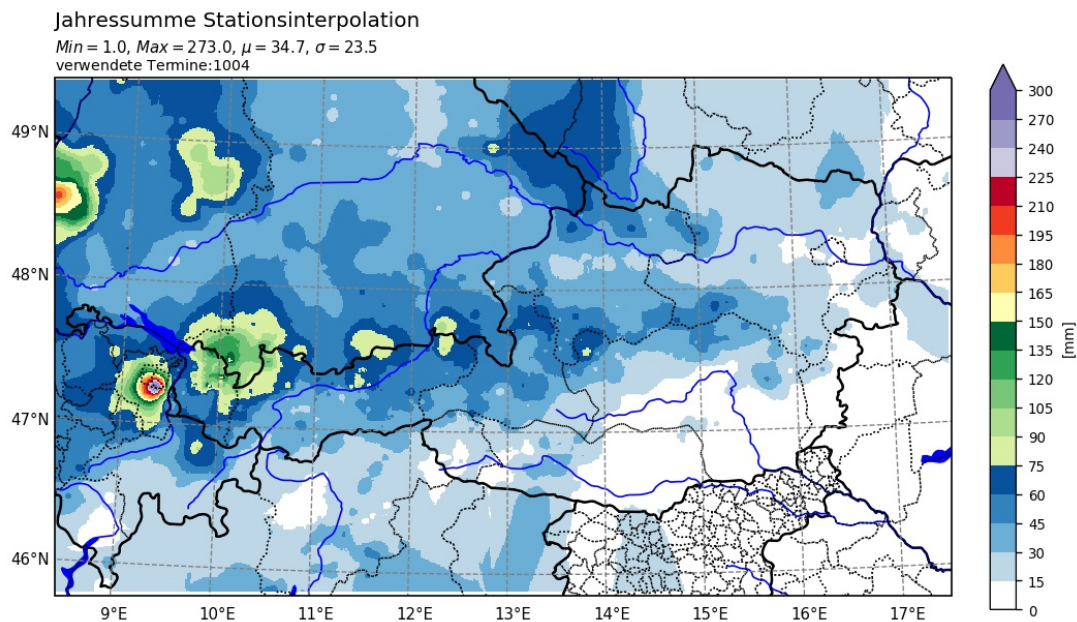 Jahressumme Stationsinterpolation
Min = 1.0, Max = 273.0, μ = 34.7, σ = 23.5
verwendete Termine:1004
49°N
48°N
47°N
46°N
9°E
10°E
11°E
12°E
13°E
14°E
15°E
16°E
17°E
300
270
240
225
210
195
180
165
150
135
120
105
90
75
60
45
30
15
0
[mm]